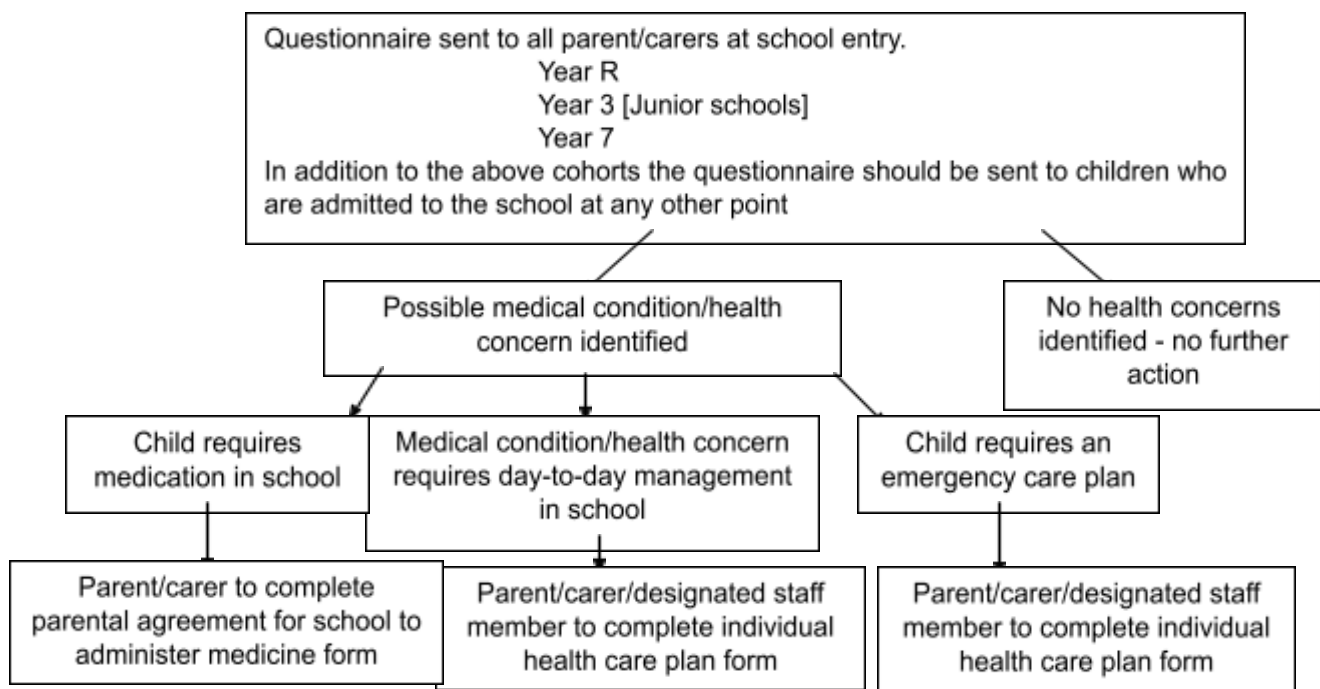 Questionnaire sent to all parent/carers at school entry.
Year R
Year 3 [Junior schools]
Year 7
In addition to the above cohorts the questionnaire should be sent to children who
are admitted to the school at any other point
Possible medical condition/health
concern identified
No health concerns
identified - no further
action
Child requires
medication in school
Medical condition/health concern
requires day-to-day management
in school
Child requires an
emergency care plan
Parent/carer to complete
parental agreement for school to
administer medicine form
Parent/carer/designated staff
member to complete individual
health care plan form
Parent/carer/designated staff
member to complete individual
health care plan form